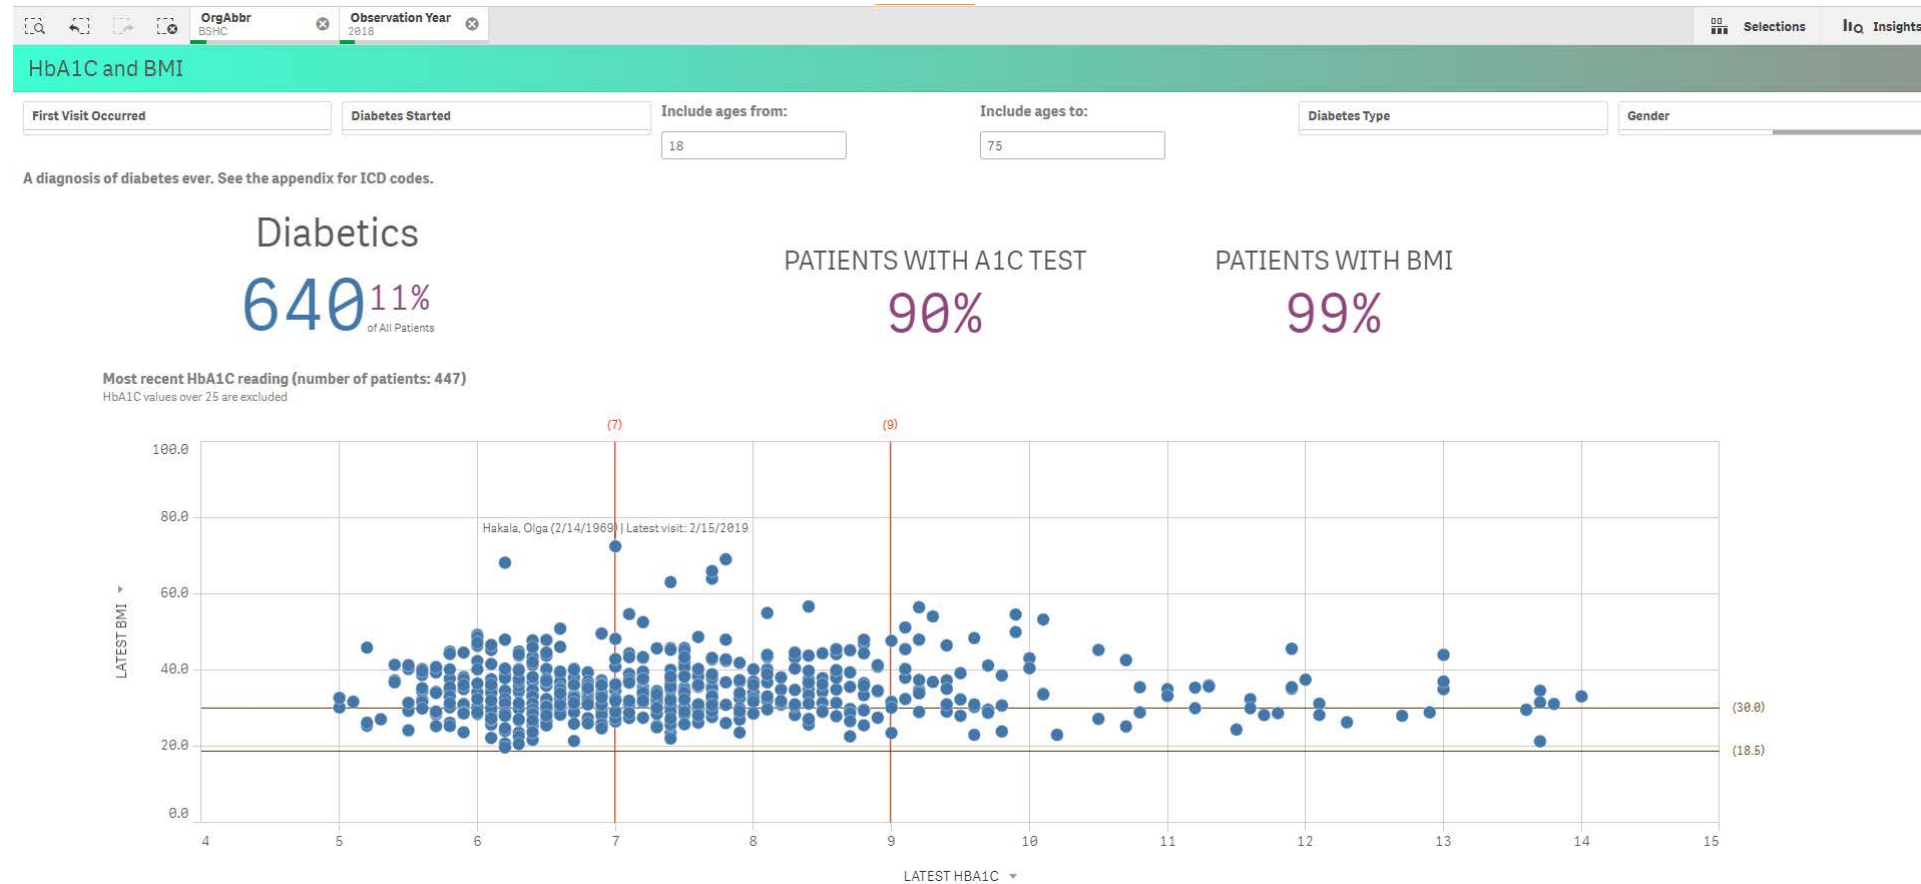 OrgAbbr
BSHC
Observation Year
2018
Selections
Insights
HbA1C and BMI
First Visit Occurred
Diabetes Started
Include ages from:
18
Include ages to:
75
Diabetes Type
Gender
A diagnosis of diabetes ever. See the appendix for ICD codes.
Diabetics
640 11%
of All Patients
PATIENTS WITH A1C TEST
90%
PATIENTS WITH BMI
99%
Most recent HbA1C reading (number of patients: 447)
HbA1C values over 25 are excluded
(7)
(9)
100.0
80.0
Hakala, Olga (2/14/1969) | Latest visit: 2/15/2019
60.0
LATEST BMI
40.0
(30.0)
20.0
(18.5)
0.0
4 5 6 7 8 9 10 11 12 13 14 15
LATEST HBA1C